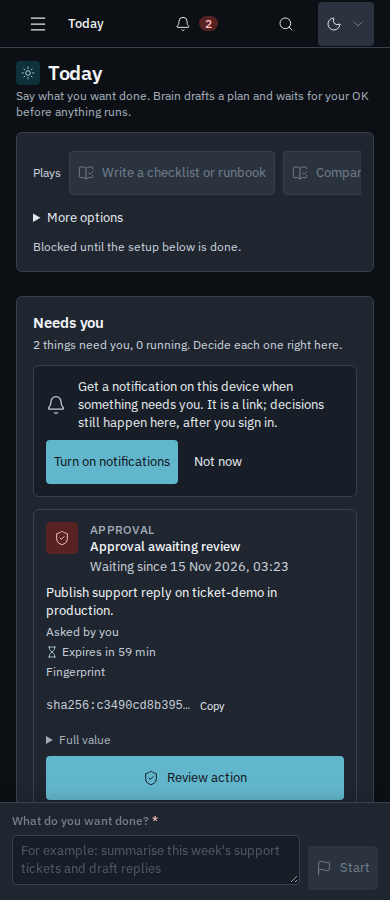 Today
2
Today
Say what you want done. Brain drafts a plan and waits for your OK
before anything runs.
Plays
Write a checklist or runbook
Compar
More options
Blocked until the setup below is done.
Needs you
2 things need you, 0 running. Decide each one right here.
Get a notification on this device when
something needs you. It is a link; decisions
still happen here, after you sign in.
Turn on notifications
Not now
APPROVAL
Approval awaiting review
Waiting since 15 Nov 2026, 03:23
Publish support reply on ticket-demo in
production.
Asked by you
Expires in 59 min
Fingerprint
sha256:c3490cd8b395…
Copy
Full value
Review action
What do you want done? *
For example: summarise this week's support
tickets and draft replies
Start